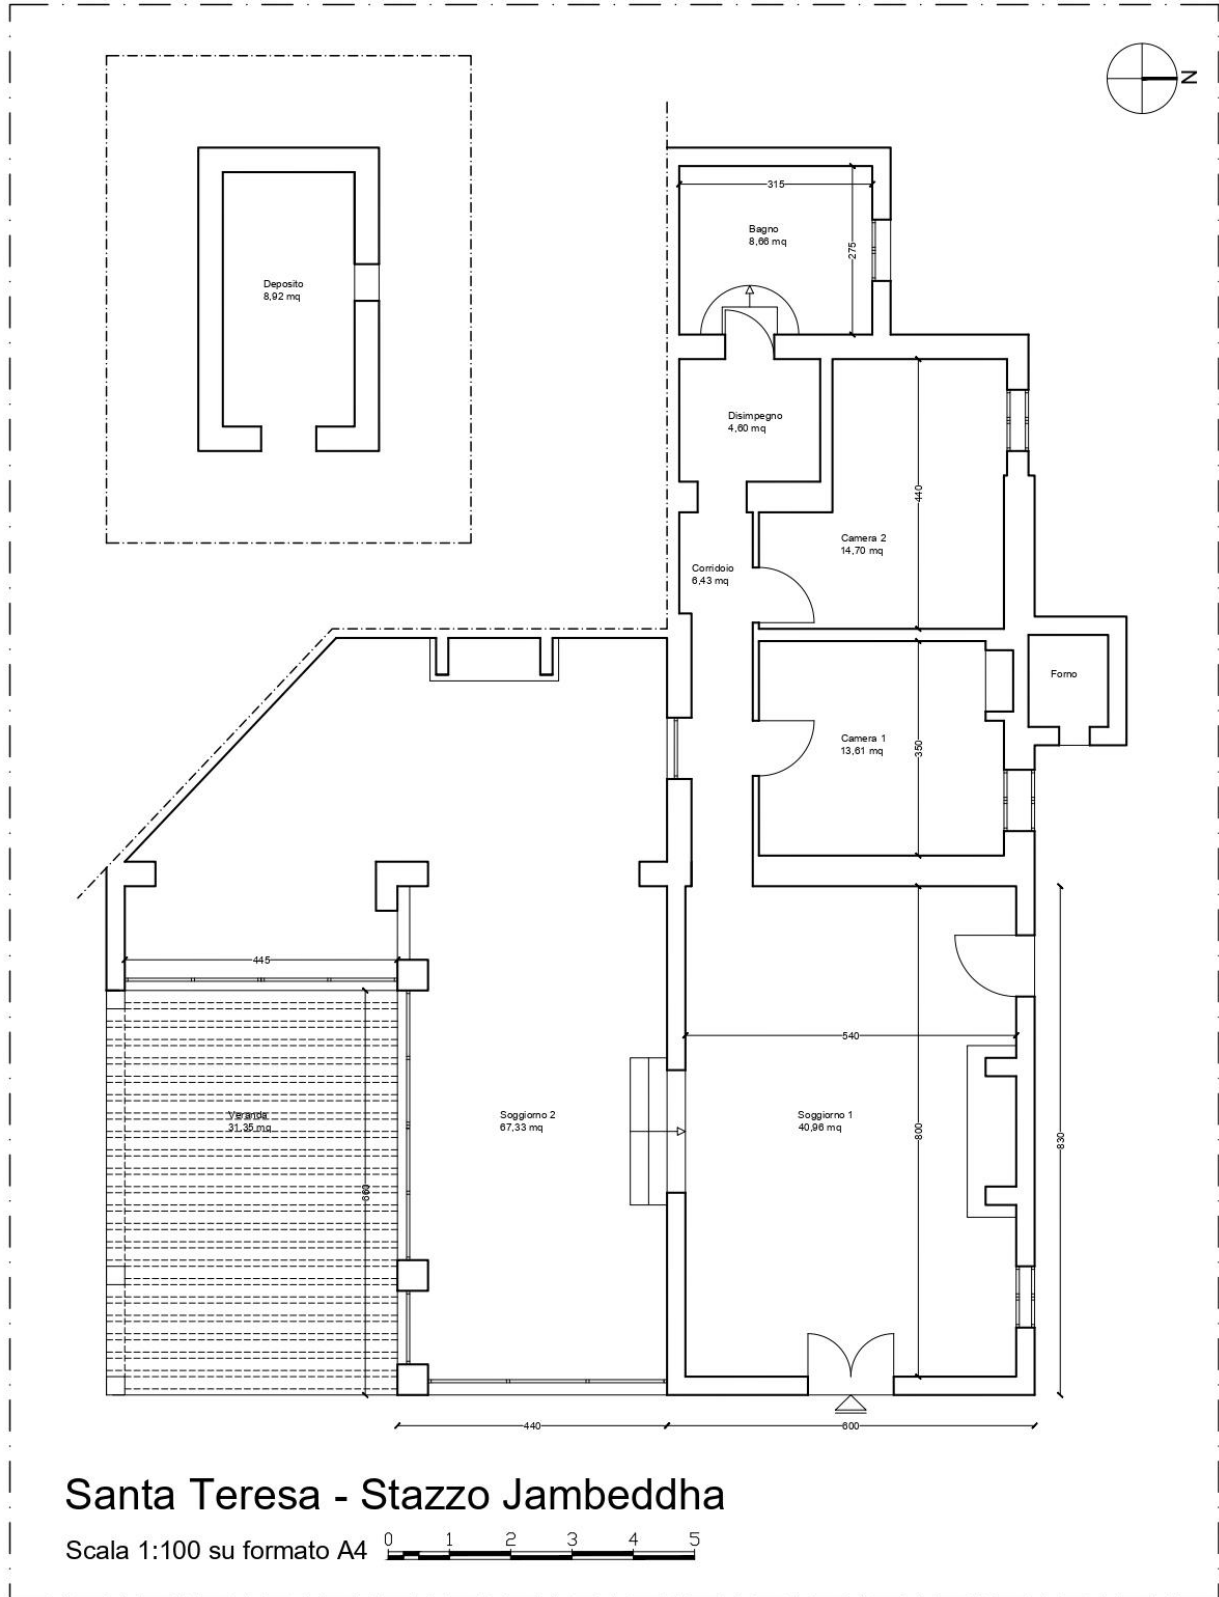 N
315
Bagno
8,66 mq
275
Deposito
8,92 mq
Disimpegno
4,60 mq
440
Camera 2
14,70 mq
Corridoio
6,43 mq
Forno
Camera 1
13,61 mq
350
445
540
Veranda
31,35 mq
Soggiorno 2
67,33 mq
Soggiorno 1
40,96 mq
800
830
660
440
600
Santa Teresa - Stazzo Jambeddha
Scala 1:100 su formato A4
0 1 2 3 4 5